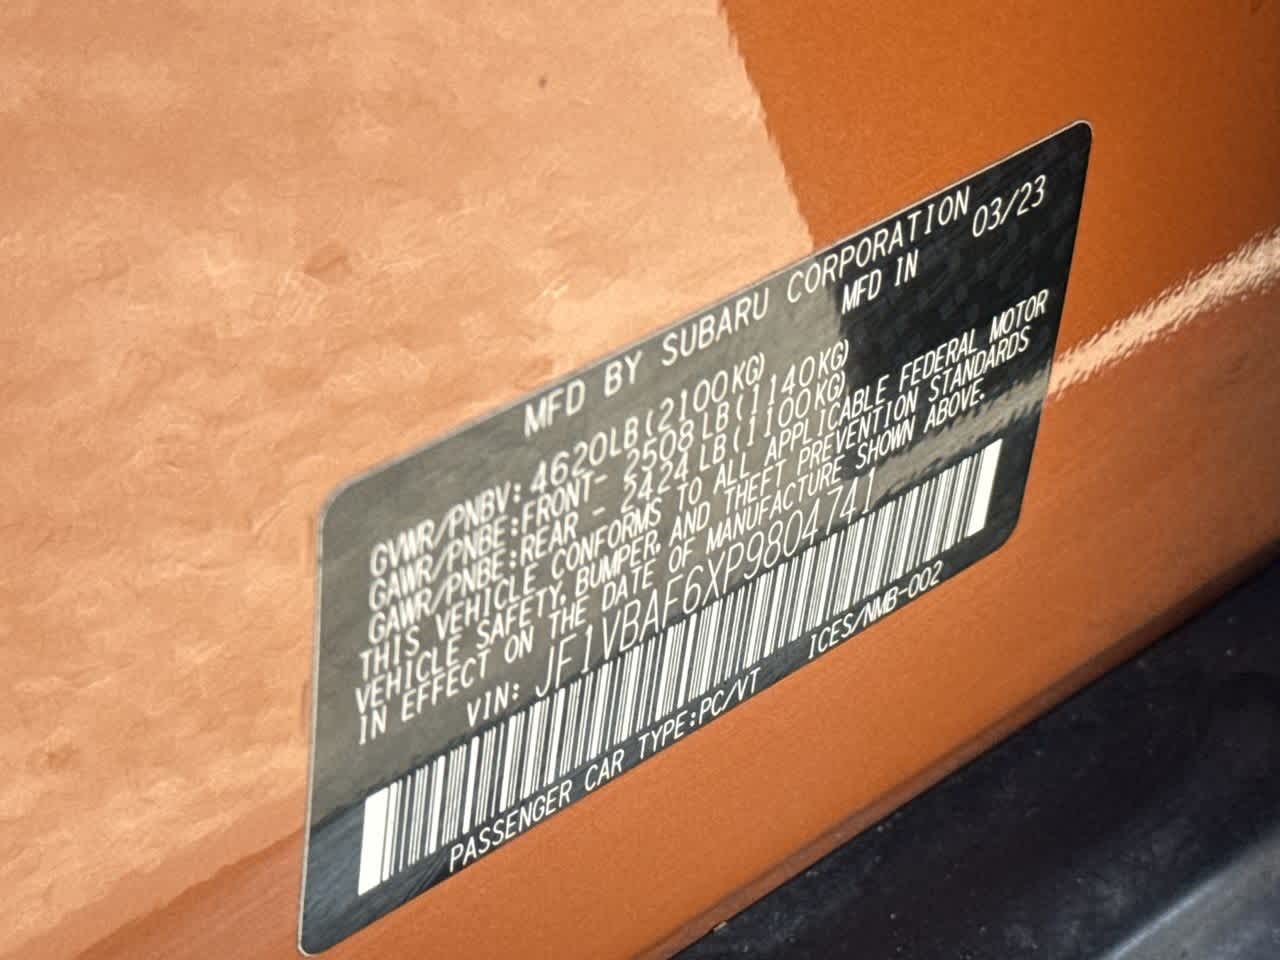 MFD BY SUBARU CORPORATION
MFD IN 03/23
GVWR/PNBV: 4620LB(2100KG)
GAWR/PNBE:FRONT- 2508LB(1140KG)
GAWR/PNBE:REAR - 2424LB(1100KG)
THIS VEHICLE CONFORMS TO ALL APPLICABLE FEDERAL MOTOR
VEHICLE SAFETY, BUMPER, AND THEFT PREVENTION STANDARDS
IN EFFECT ON THE DATE OF MANUFACTURE SHOWN ABOVE.
VIN: JF1VBAF6XP9804741
PASSENGER CAR TYPE:PC/VT ICES/NMB-002